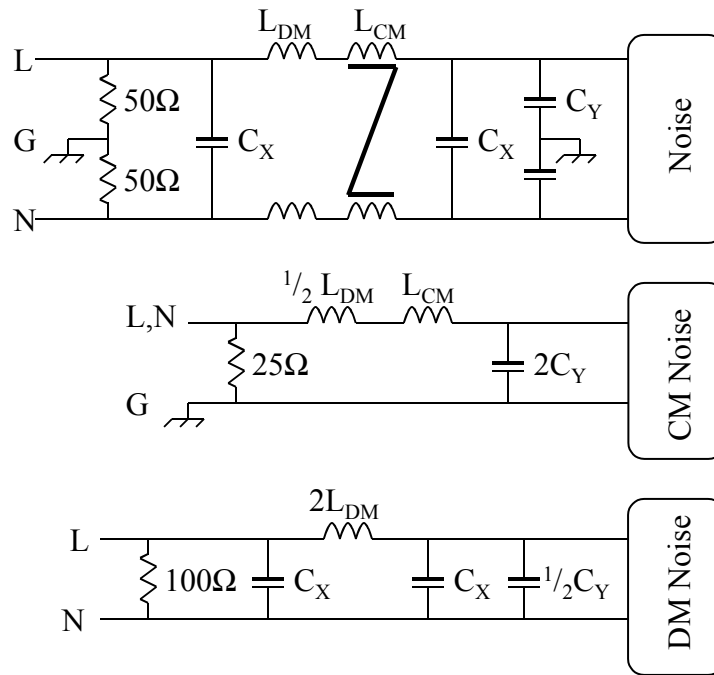 L_DM L_CM
L
50Ω
G
C_X
C_X
C_Y
50Ω
N
Noise
¹/₂ L_DM L_CM
L,N
25Ω
2C_Y
G
CM Noise
2L_DM
L
100Ω
C_X
C_X
¹/₂C_Y
N
DM Noise